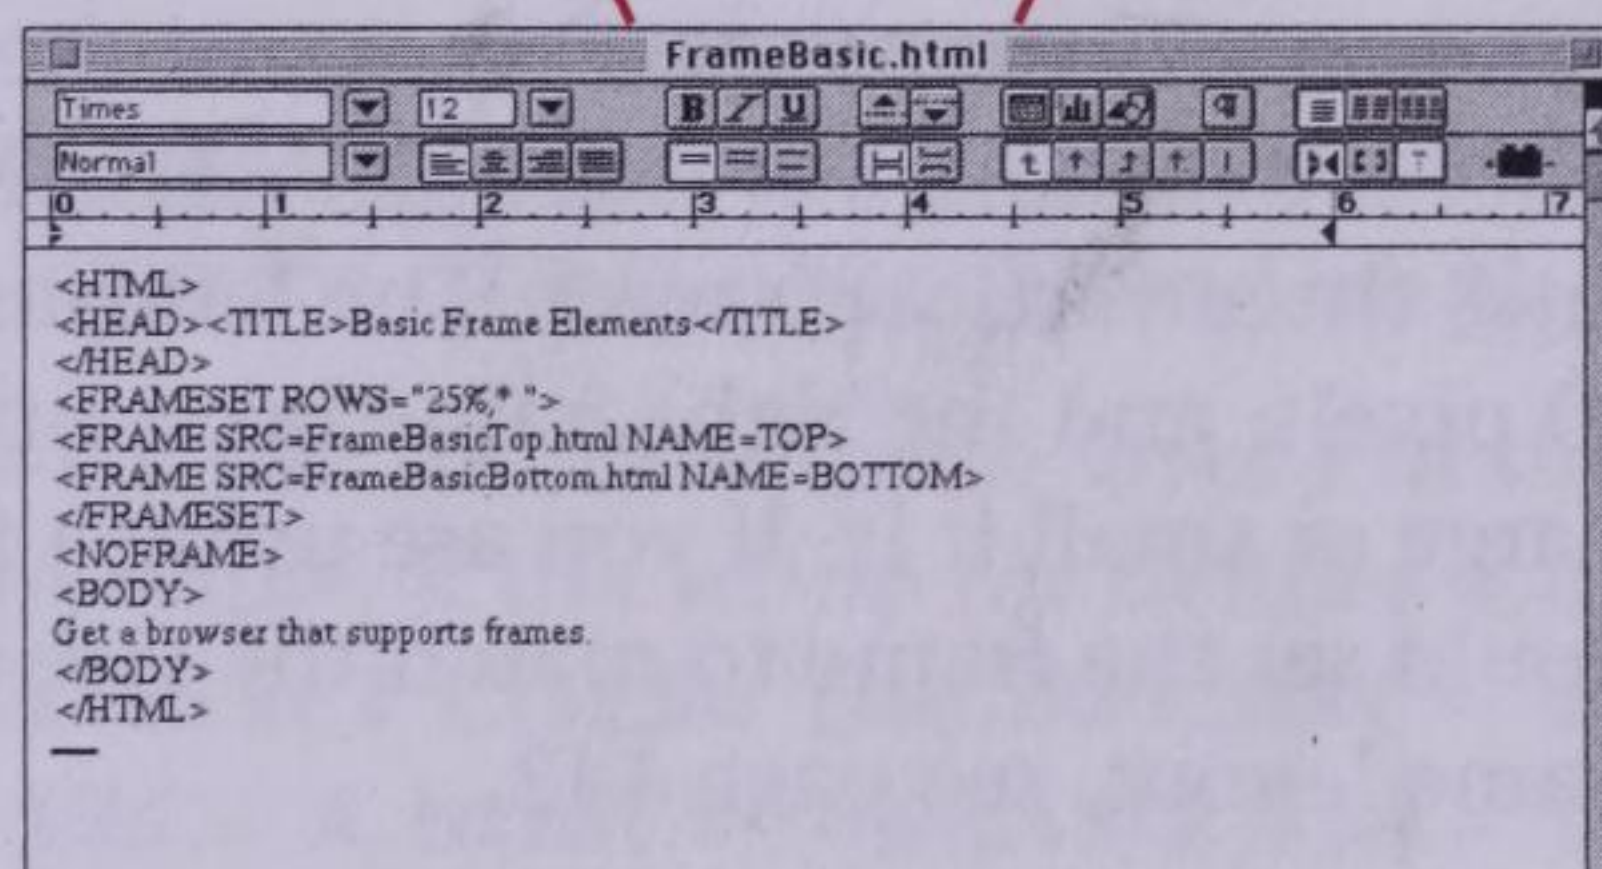 FrameBasic.html
Times 12 B I U
Normal
0 1 2 3 4 5 6 7
<HTML>
<HEAD><TITLE>Basic Frame Elements</TITLE>
</HEAD>
<FRAMESET ROWS="25%,* ">
<FRAME SRC=FrameBasicTop.html NAME=TOP>
<FRAME SRC=FrameBasicBottom.html NAME=BOTTOM>
</FRAMESET>
<NOFRAME>
<BODY>
Get a browser that supports frames.
</BODY>
</HTML>